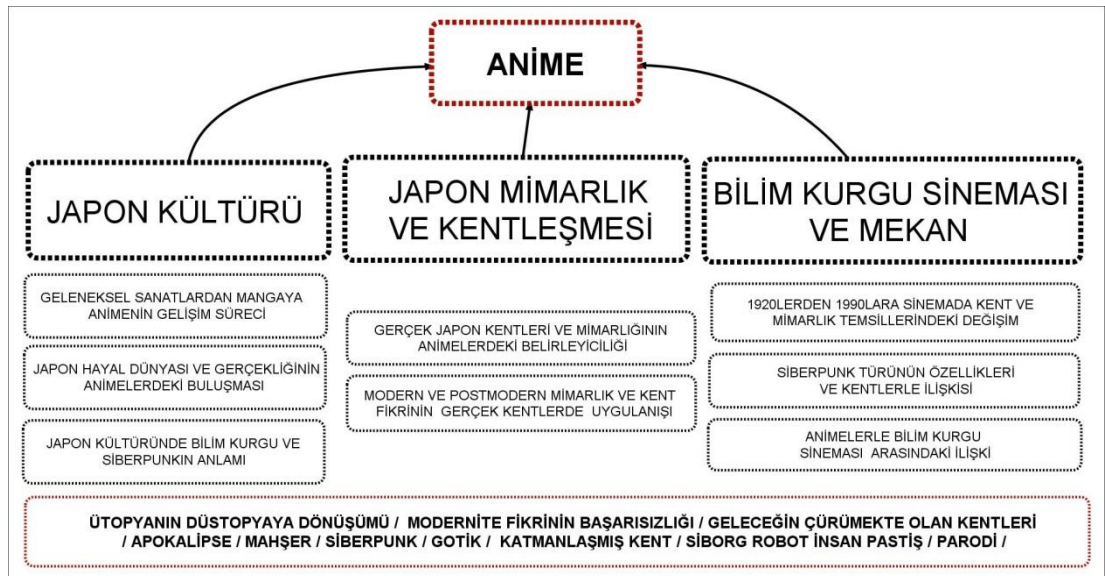 ANİME
JAPON KÜLTÜRÜ
GELENEKSEL SANATLARDAN MANGAYA
ANİMENİN GELİŞİM SÜRECİ
JAPON HAYAL DÜNYASI VE GERÇEKLİĞİNİN
ANİMELERDEKİ BULUŞMASI
JAPON KÜLTÜRÜNDE BİLİM KURGU VE
SİBERPUNKIN ANLAMI
JAPON MİMARLIK
VE KENTLEŞMESİ
GERÇEK JAPON KENTLERİ VE MİMARLIĞININ
ANİMELERDEKİ BELİRLEYİCİLİĞİ
MODERN VE POSTMODERN MİMARLIK VE KENT
FİKRİNİN GERÇEK KENTLERDE UYGULANIŞI
BİLİM KURGU SİNEMASI
VE MEKAN
1920LERDEN 1990LARA SİNEMADA KENT VE
MİMARLIK TEMSİLLERİNDEKİ DEĞİŞİM
SİBERPUNK TÜRÜNÜN ÖZELLİKLERİ
VE KENTLERLE İLİŞKİSİ
ANİMELERLE BİLİM KURGU
SİNEMASI ARASINDAKİ İLİŞKİ
ÜTOPYANIN DÜSTOPYAYA DÖNÜŞÜMÜ / MODERNİTE FİKRİNİN BAŞARISIZLIĞI / GELECEĞİN ÇÜRÜMEKTE OLAN KENTLERİ
/ APOKALİPSE / MAHŞER / SİBERPUNK / GOTİK / KATMANLAŞMIŞ KENT / SİBORG ROBOT İNSAN PASTİŞ / PARODİ /